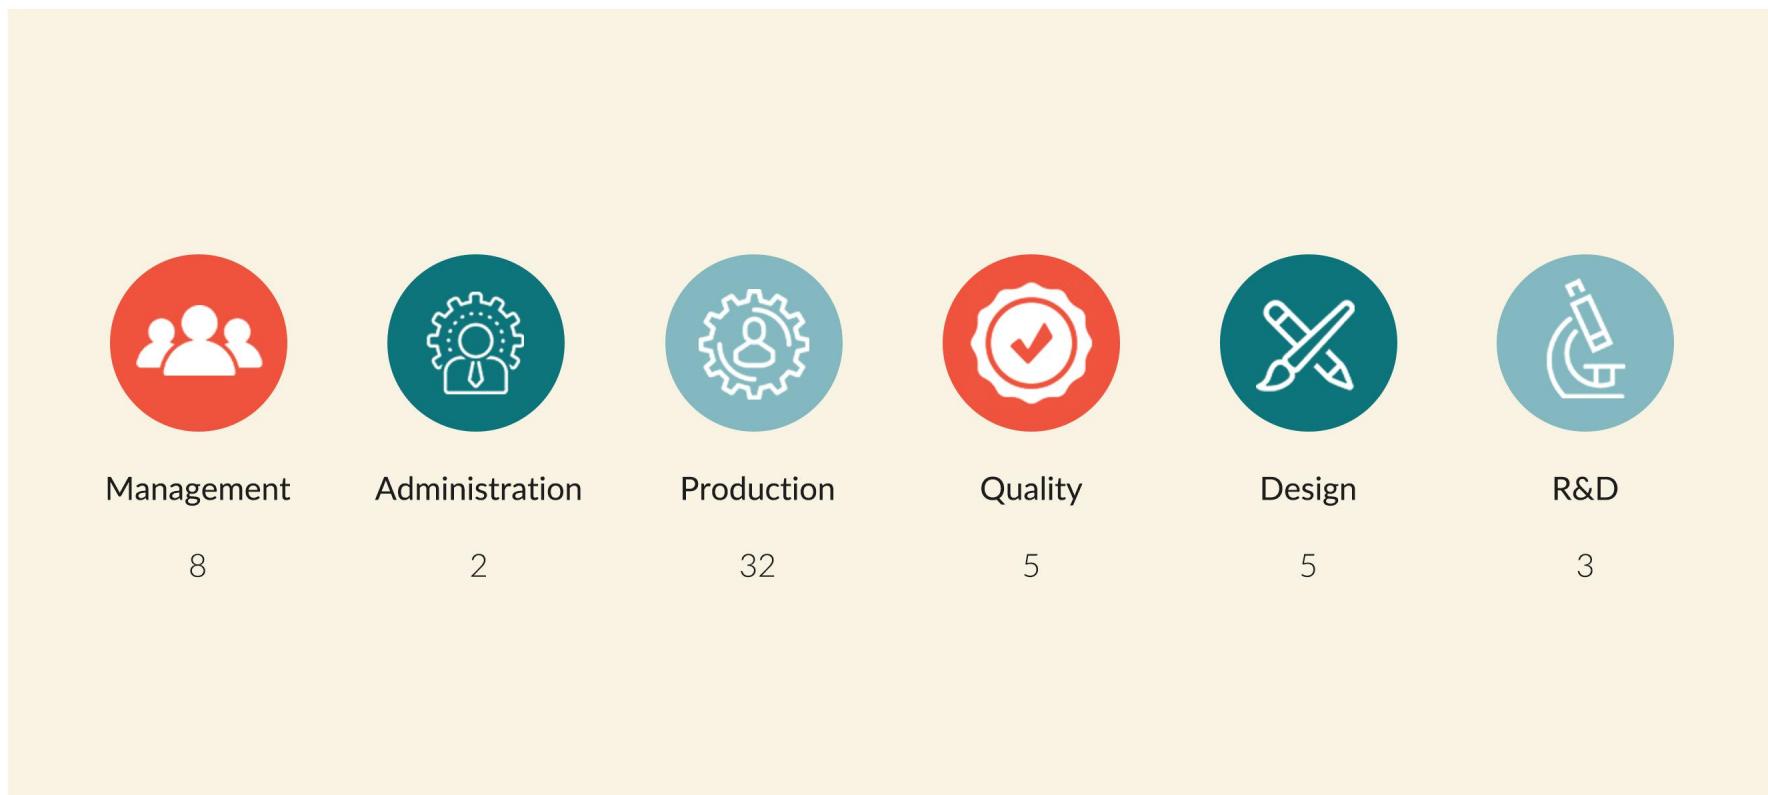 Management
Administration
Production
Quality
Design
R&D
8
2
32
5
5
3